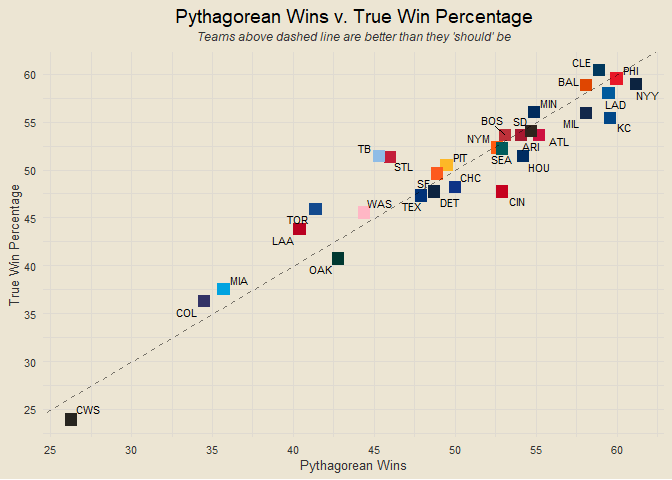 Pythagorean Wins v. True Win Percentage
Teams above dashed line are better than they 'should' be
True Win Percentage
60
55
50
45
40
35
30
25
CLE
PHI
BAL
NYY
LAD
MIN
MIL
KC
BOS
SD
NYM
ARI
ATL
SEA
HOU
TB
STL
PIT
SF
CHC
TEX
DET
CIN
WAS
TOR
LAA
OAK
MIA
COL
CWS
25
30
35
40
45
50
55
60
Pythagorean Wins